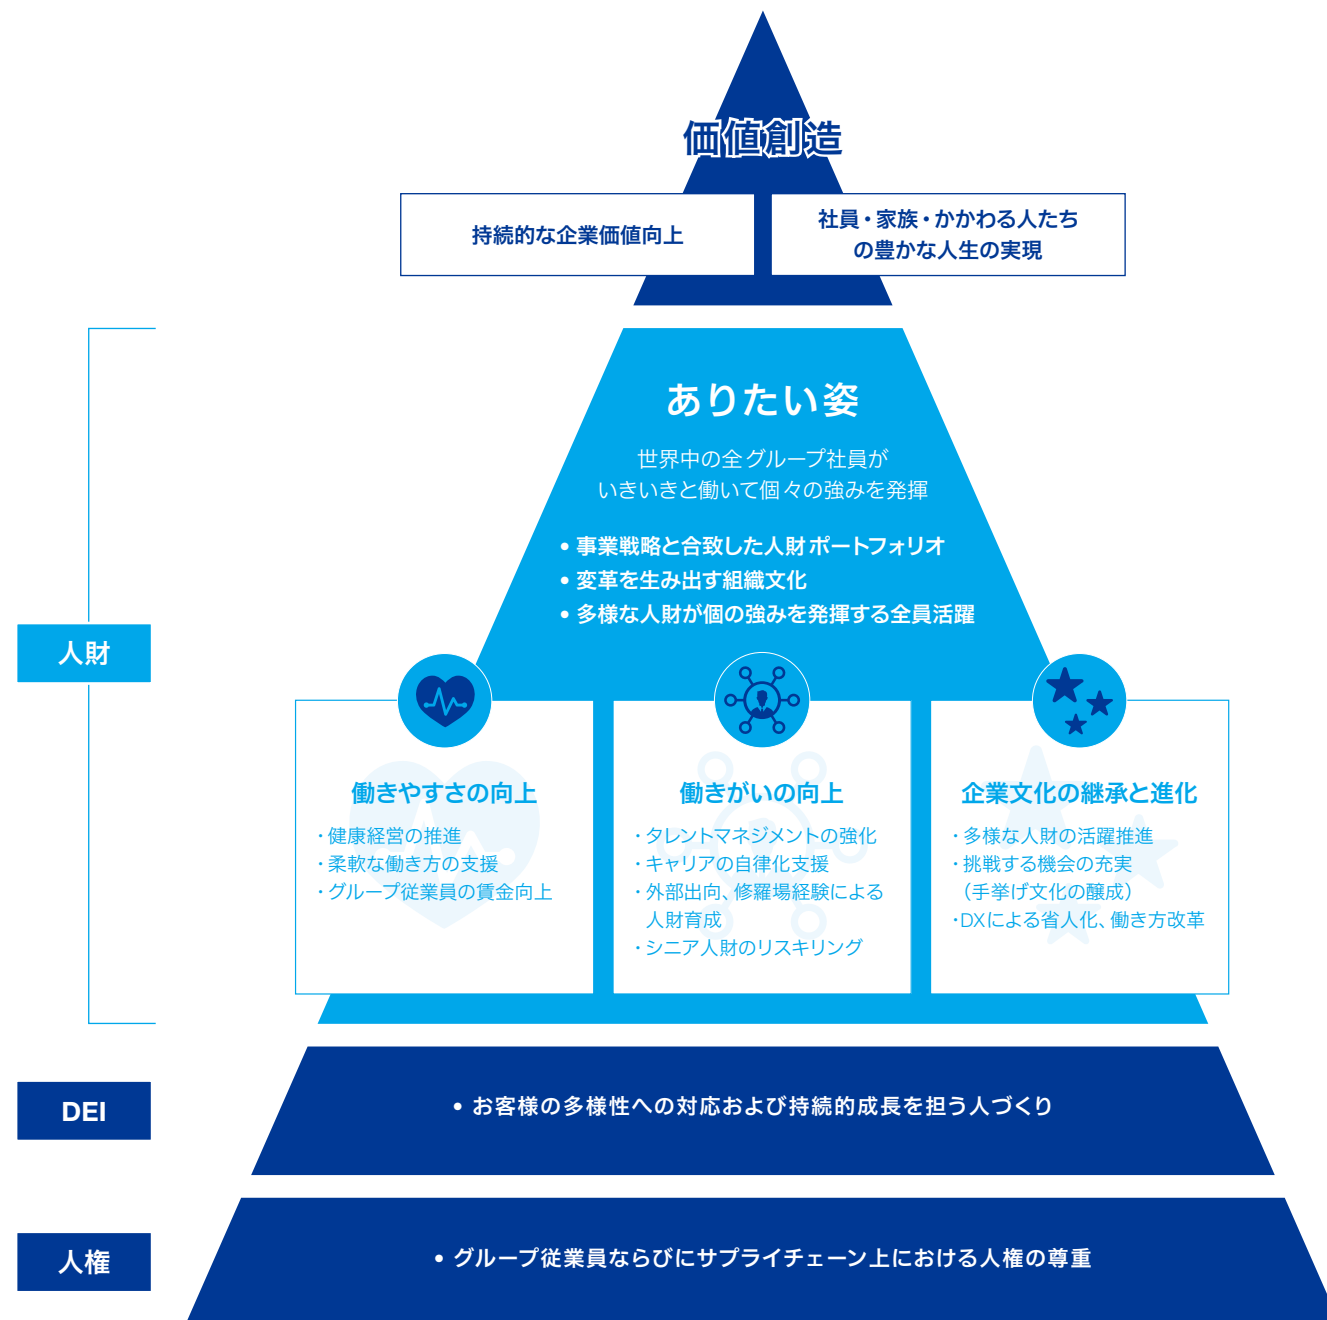 価値創造
持続的な企業価値向上
社員・家族・かかわる人たち
の豊かな人生の実現
人財
ありたい姿
世界中の全グループ社員が
いきいきと働いて個々の強みを発揮
• 事業戦略と合致した人財ポートフォリオ
• 変革を生み出す組織文化
• 多様な人財が個の強みを発揮する全員活躍
働きやすさの向上
・健康経営の推進
・柔軟な働き方の支援
・グループ従業員の賃金向上
働きがいの向上
・タレントマネジメントの強化
・キャリアの自律化支援
・外部出向、修羅場経験による
人財育成
・シニア人財のリスキリング
企業文化の継承と進化
・多様な人財の活躍推進
・挑戦する機会の充実
（手挙げ文化の醸成）
・DXによる省人化、働き方改革
DEI
• お客様の多様性への対応および持続的成長を担う人づくり
人権
• グループ従業員ならびにサプライチェーン上における人権の尊重